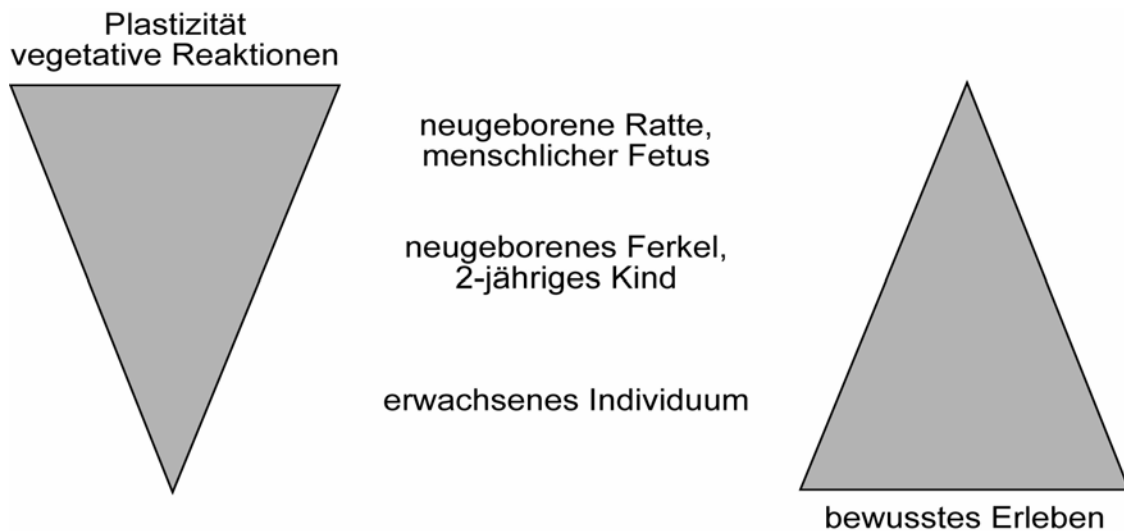 Plastizität
vegetative Reaktionen
neugeborene Ratte,
menschlicher Fetus
neugeborenes Ferkel,
2-jähriges Kind
erwachsenes Individuum
bewusstes Erleben